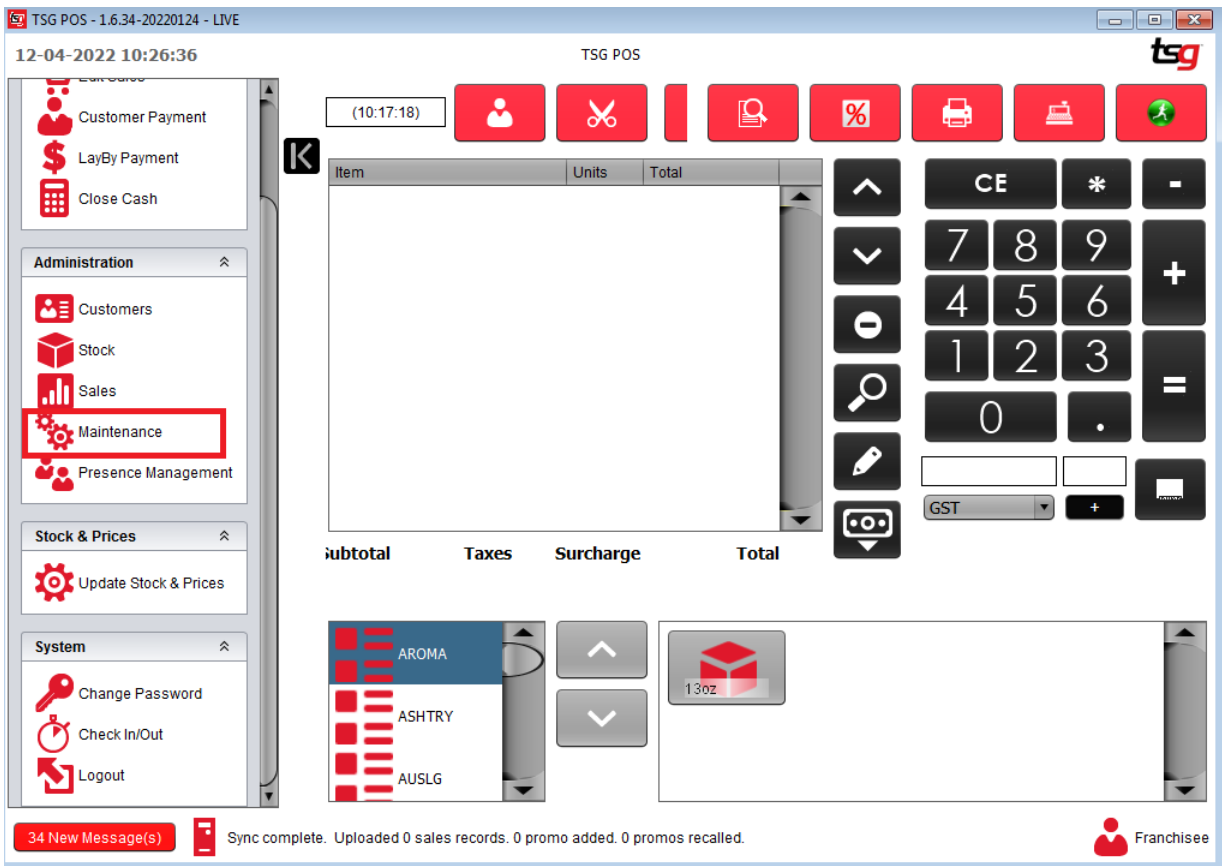 TSG POS - 1.6.34-20220124 - LIVE
12-04-2022 10:26:36
TSG POS
tsg
Customer Payment
LayBy Payment
Close Cash
Administration
Customers
Stock
Sales
Maintenance
Presence Management
Stock & Prices
Update Stock & Prices
System
Change Password
Check In/Out
Logout
(10:17:18)
%
Item Units Total
CE * -
7 8 9 +
4 5 6
1 2 3 =
0 .
GST +
Subtotal Taxes Surcharge Total
AROMA
ASHTRY
AUSLG
13oz
34 New Message(s)
Sync complete. Uploaded 0 sales records. 0 promo added. 0 promos recalled.
Franchisee